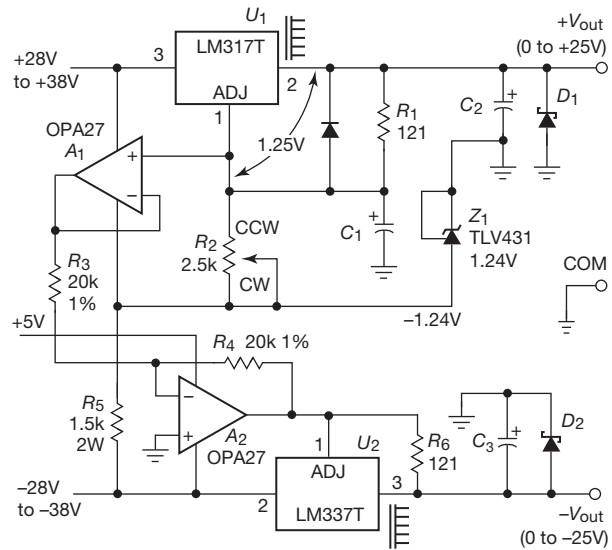 U1
LM317T
ADJ
3
2
1
+28V
to +38V
+Vout
(0 to +25V)
OPA27
A1
+
−
1.25V
R1
121
C2
+
D1
CCW
R2
2.5k
CW
C1
+
Z1
TLV431
1.24V
R3
20k
1%
COM
−1.24V
+5V
R4 20k 1%
R5
1.5k
2W
−
+
A2
OPA27
1
U2
ADJ
LM337T
2
3
R6
121
C3
+
D2
−28V
to −38V
−Vout
(0 to −25V)